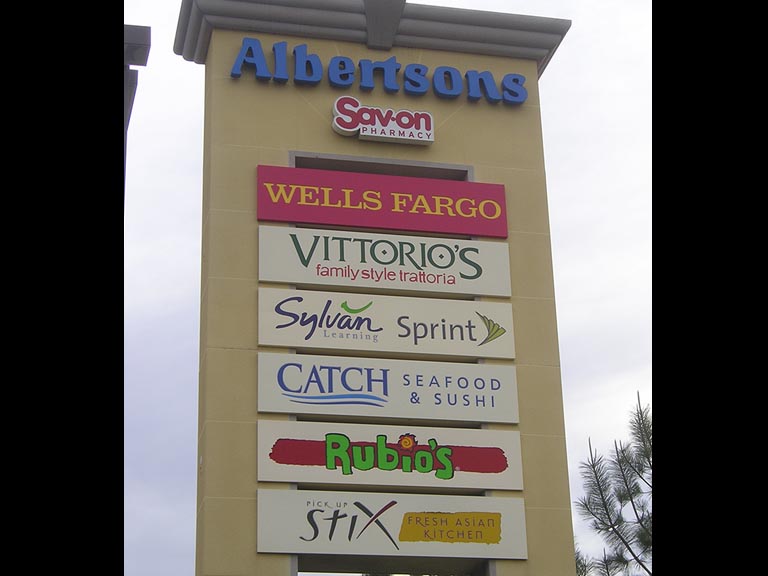 Albertsons
Sav-on
PHARMACY
WELLS FARGO
VITTORIO'S
family style trattoria
Sylvan
Learning
Sprint
CATCH
SEAFOOD
& SUSHI
Rubio's
PICK UP
STIX
FRESH ASIAN
KITCHEN